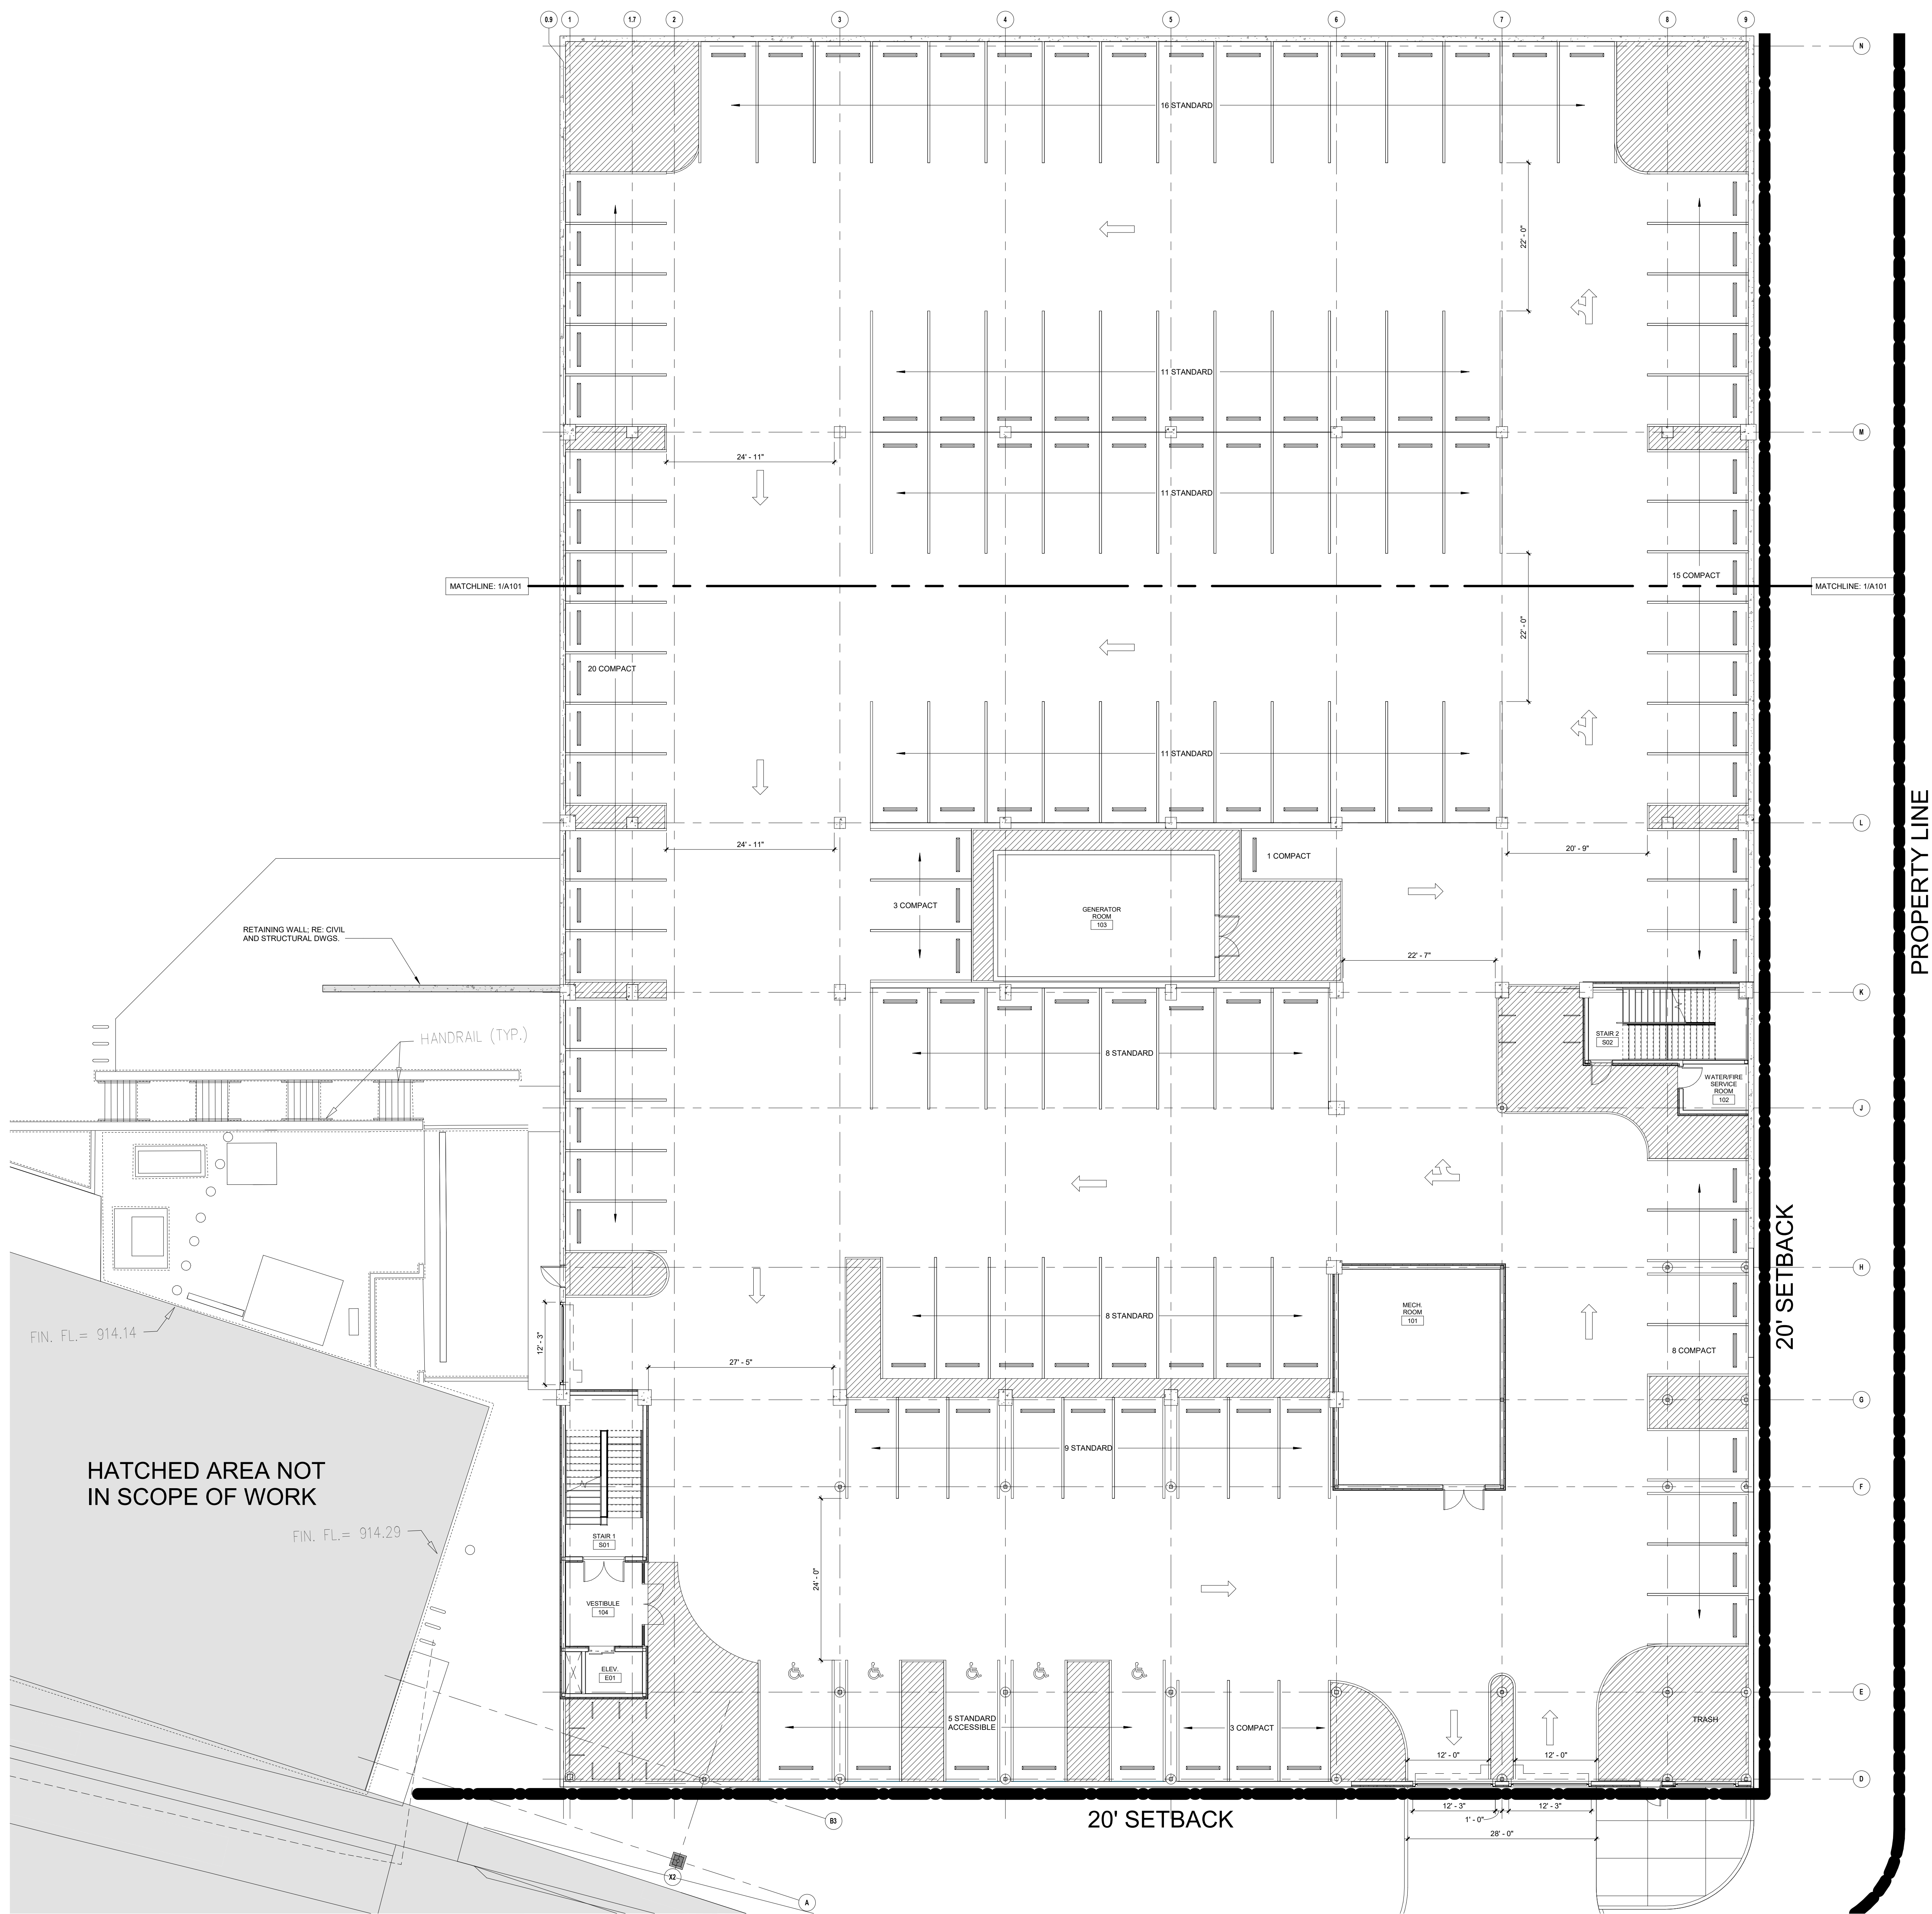 0.9 1 1.7 2 3 4 5 6 7 8 9
N
16 STANDARD
22' - 0"
11 STANDARD
M
24' - 11"
11 STANDARD
15 COMPACT
MATCHLINE: 1/A101
MATCHLINE: 1/A101
22' - 0"
20 COMPACT
11 STANDARD
L
24' - 11"
20' - 9"
1 COMPACT
PROPERTY LINE
3 COMPACT
GENERATOR
ROOM
103
RETAINING WALL; RE: CIVIL
AND STRUCTURAL DWGS.
22' - 7"
K
HANDRAIL (TYP.)
STAIR 2
S02
8 STANDARD
WATER/FIRE
SERVICE
ROOM
102
J
20' SETBACK
H
FIN. FL.= 914.14
12' - 3"
8 STANDARD
MECH.
ROOM
101
8 COMPACT
27' - 5"
G
9 STANDARD
HATCHED AREA NOT
IN SCOPE OF WORK
F
FIN. FL.= 914.29
STAIR 1
S01
24' - 0"
VESTIBULE
104
ELEV.
E01
E
5 STANDARD
ACCESSIBLE
3 COMPACT
TRASH
12' - 0"
12' - 0"
D
12' - 3"
12' - 3"
1' - 0"
20' SETBACK
B3
28' - 0"
X2
A